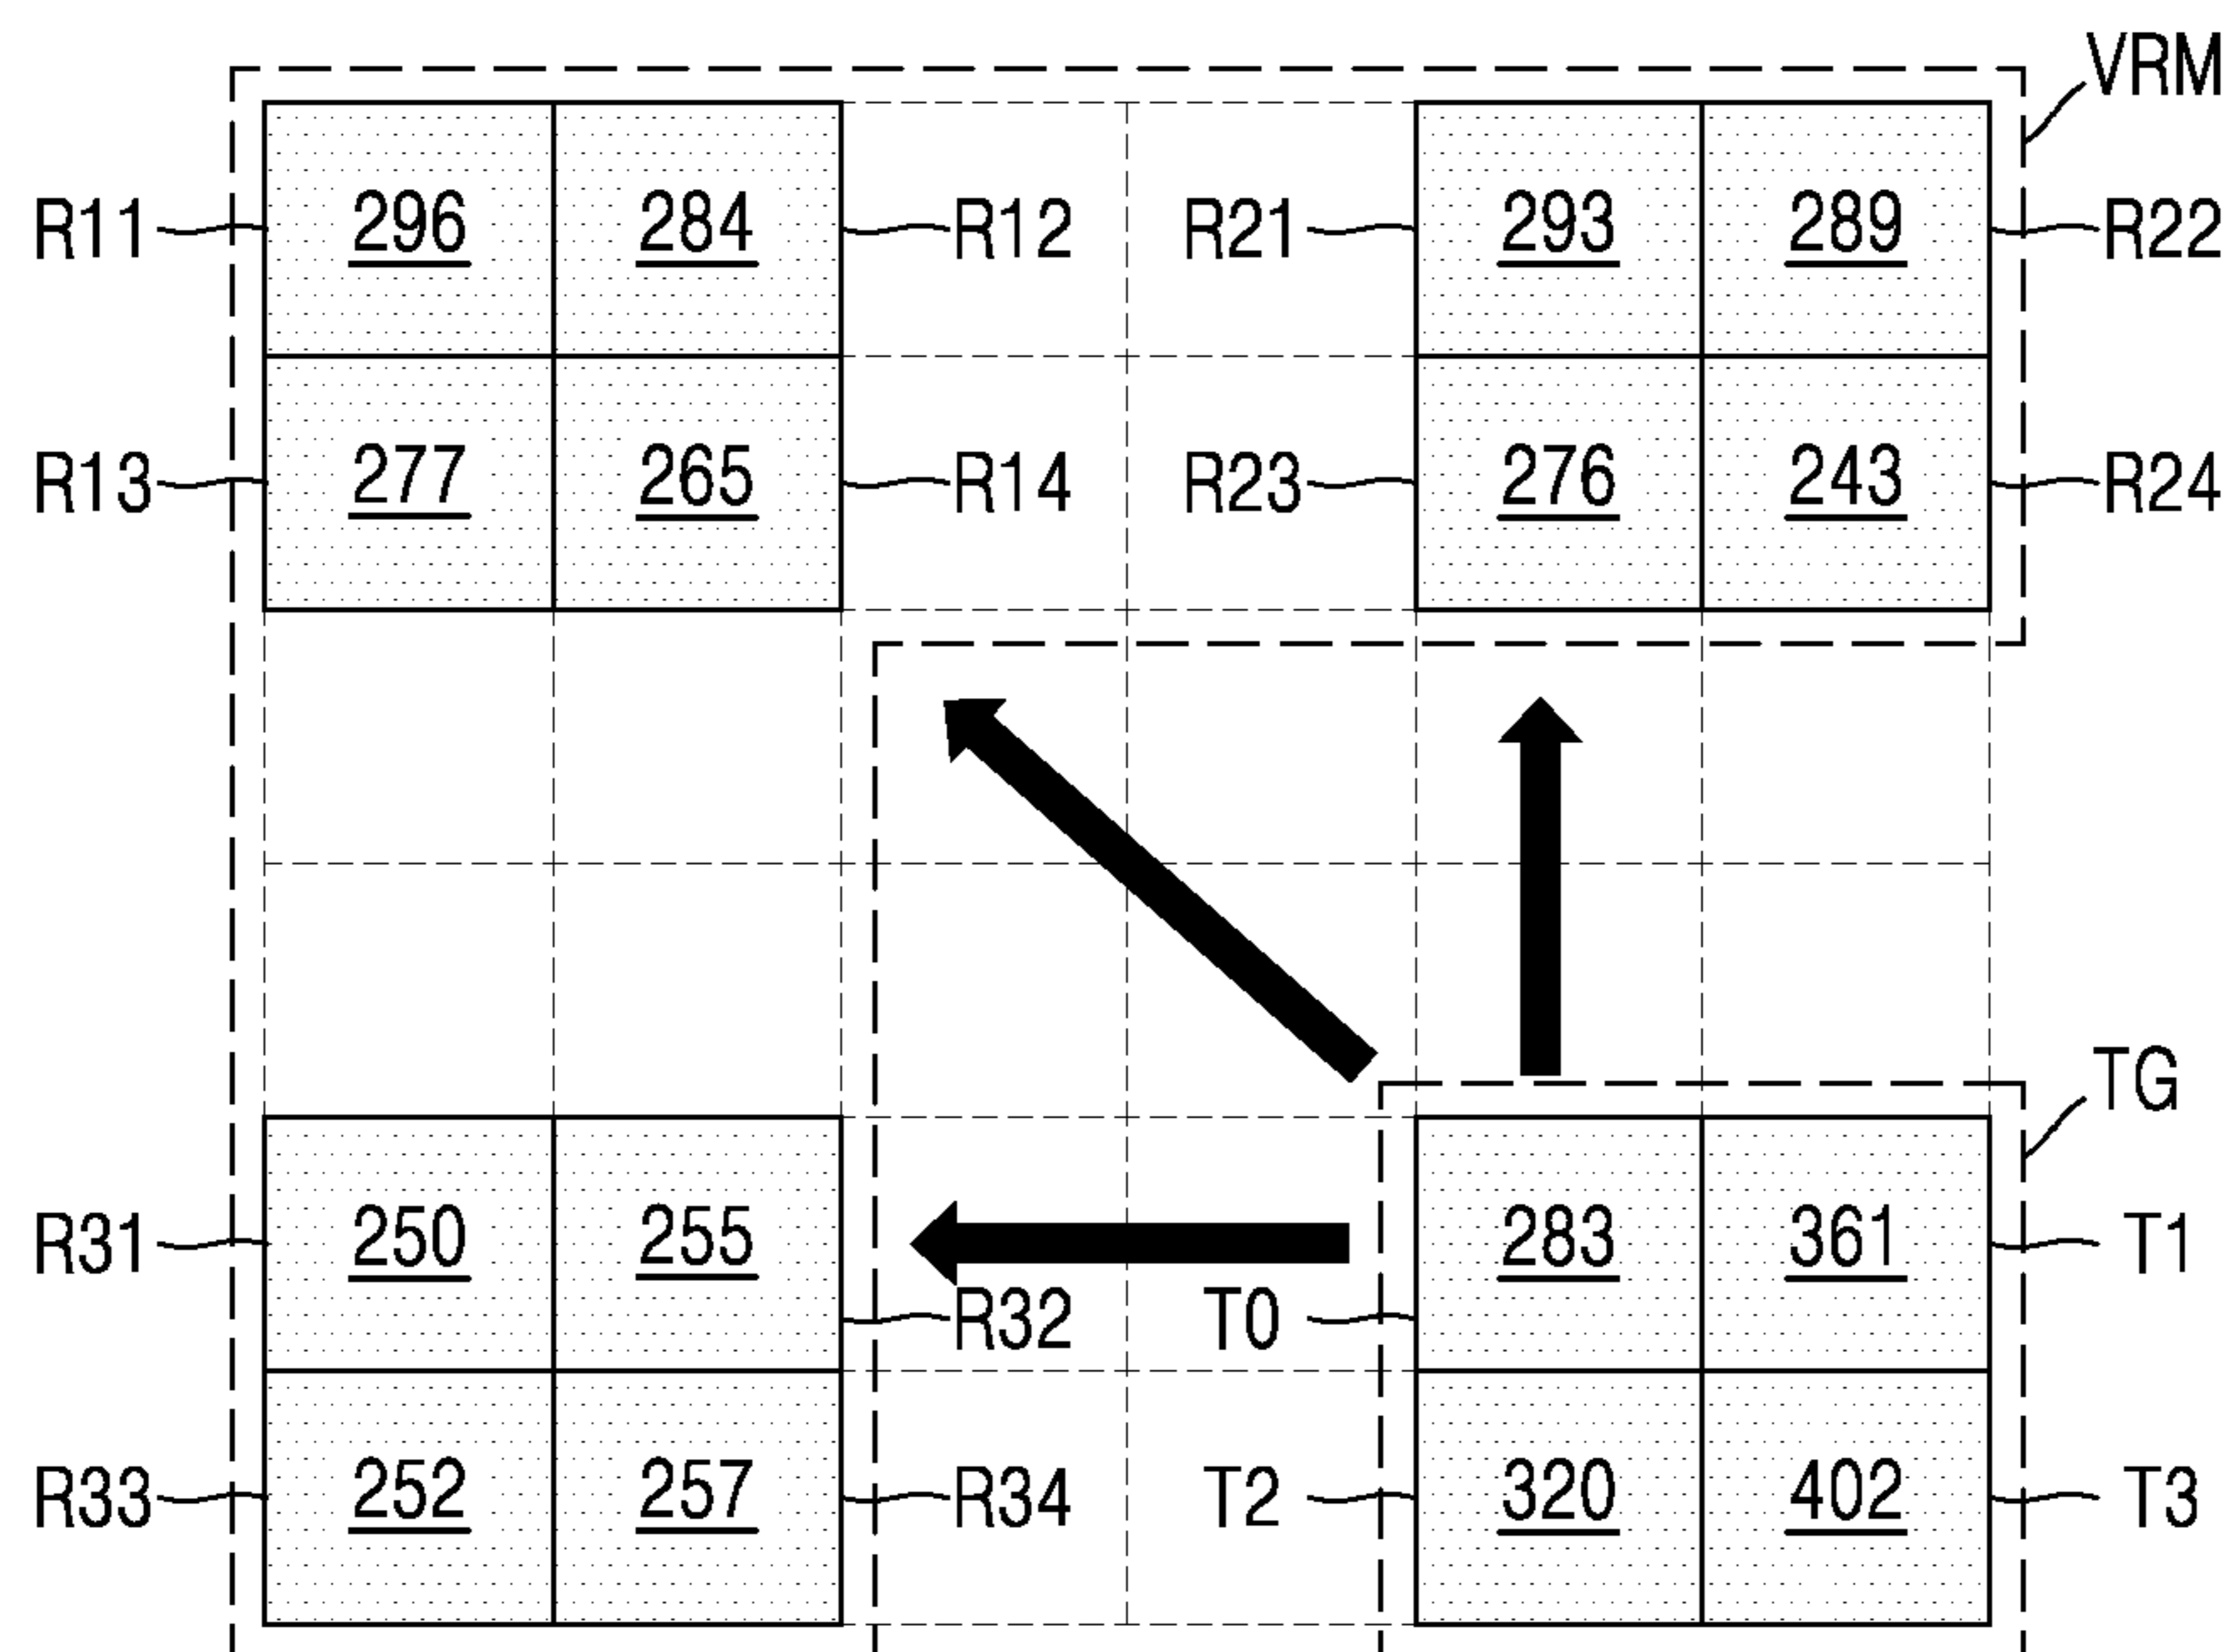 VRM
R11 296 284 R12 R21 293 289 R22
R13 277 265 R14 R23 276 243 R24
TG
R31 250 255 283 361 T1
R32 T0
R33 252 257 R34 T2 320 402 T3